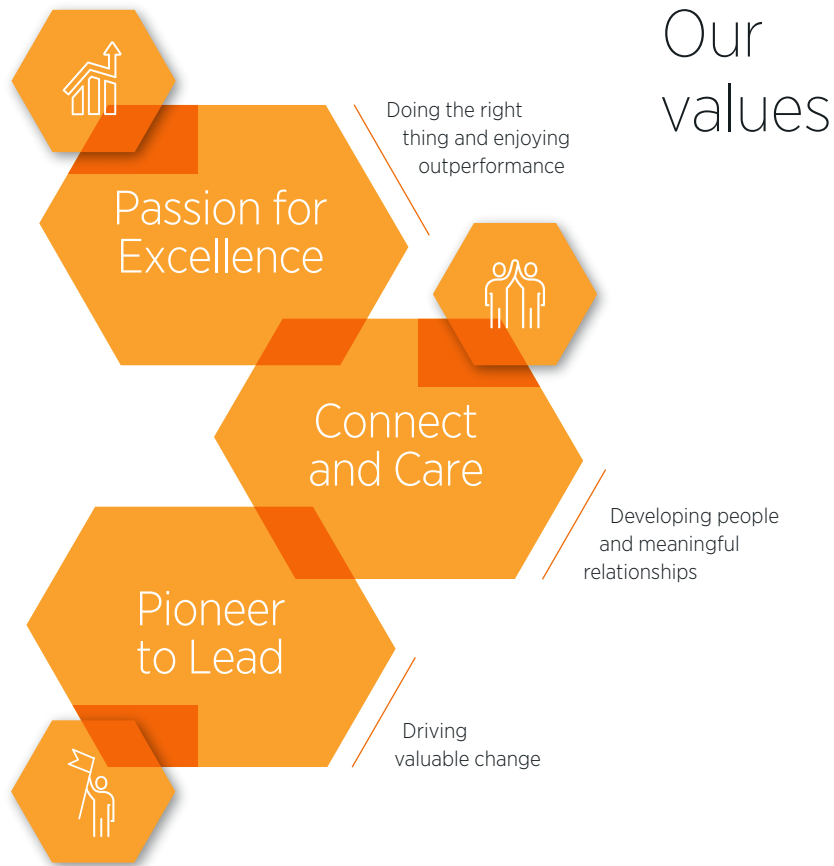 Our
values
Doing the right
thing and enjoying
outperformance
Passion for
Excellence
Connect
and Care
Developing people
and meaningful
relationships
Pioneer
to Lead
Driving
valuable change